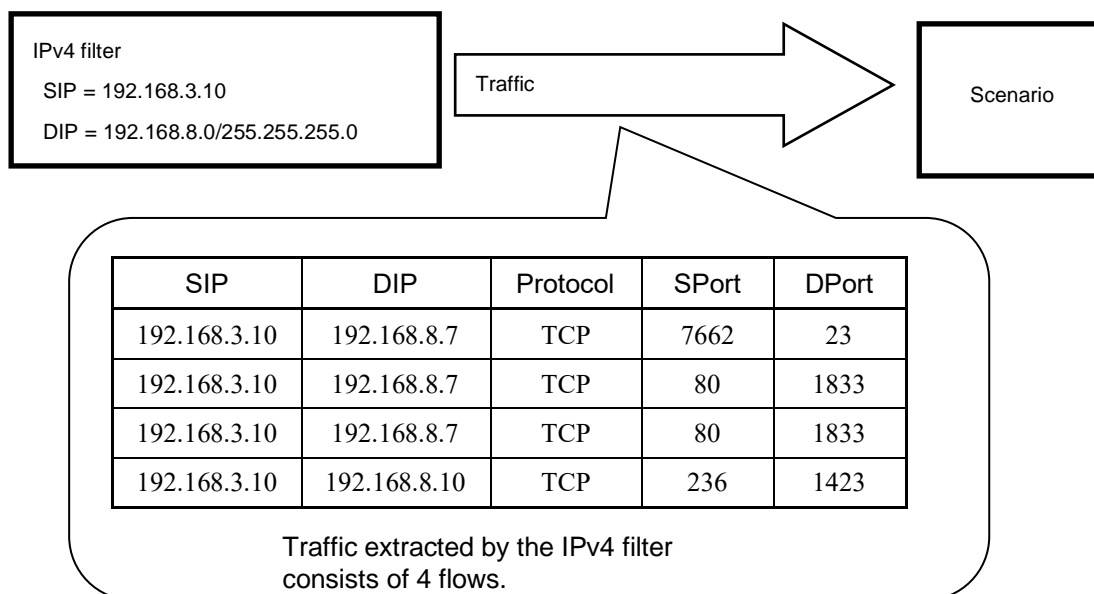 IPv4 filter
SIP = 192.168.3.10
DIP = 192.168.8.0/255.255.255.0
Traffic
Scenario
SIP DIP Protocol SPort DPort
192.168.3.10 192.168.8.7 TCP 7662 23
192.168.3.10 192.168.8.7 TCP 80 1833
192.168.3.10 192.168.8.7 TCP 80 1833
192.168.3.10 192.168.8.10 TCP 236 1423
Traffic extracted by the IPv4 filter
consists of 4 flows.